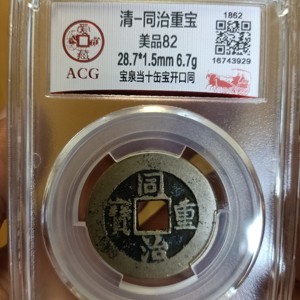 清-同治重宝
1862
美品82
28.7*1.5mm 6.7g
ACG
宝泉当十缶宝开口同
16743929
同
寶 重
治